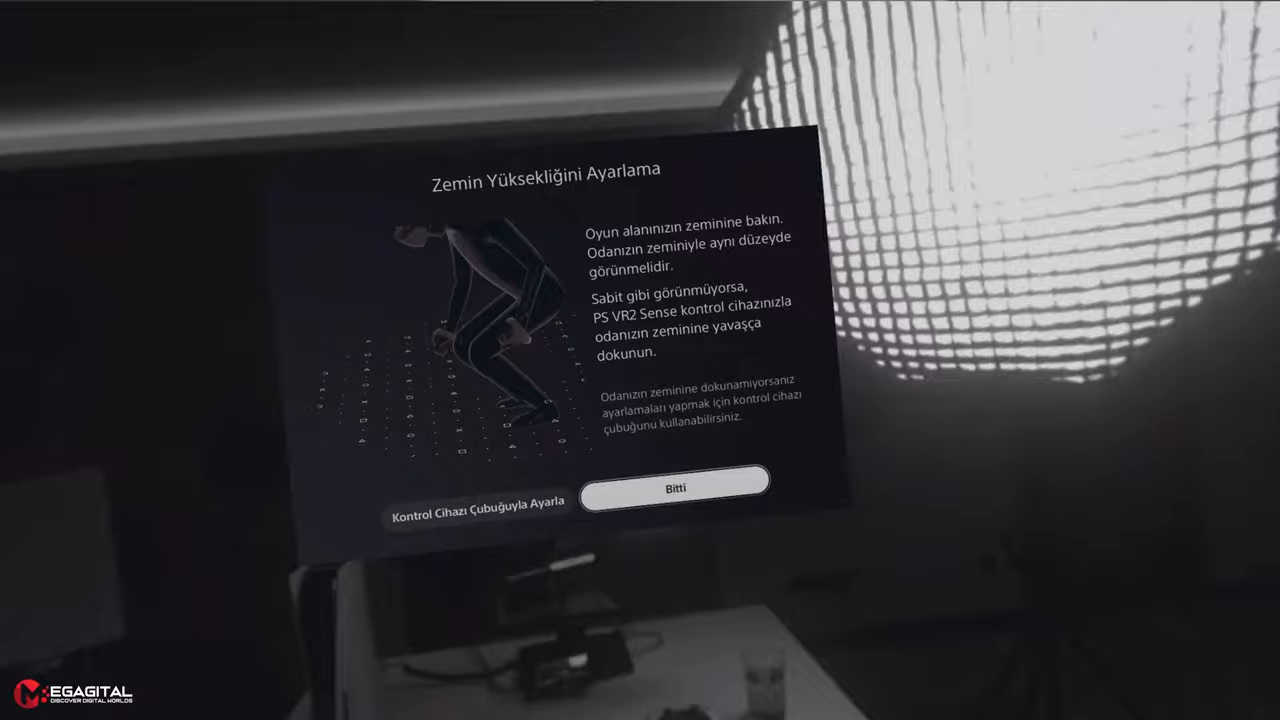 Zemin Yüksekliğini Ayarlama
Oyun alanınızın zeminine bakın.
Odanızın zeminiyle aynı düzeyde
görünmelidir.
Sabit gibi görünmüyorsa,
PS VR2 Sense kontrol cihazınızla
odanızın zeminine yavaşça
dokunun.
Odanızın zeminine dokunamıyorsanız
ayarlamaları yapmak için kontrol cihazı
çubuğunu kullanabilirsiniz.
Kontrol Cihazı Çubuğuyla Ayarla
Bitti
MEGAGITAL
DISCOVER DIGITAL WORLDS